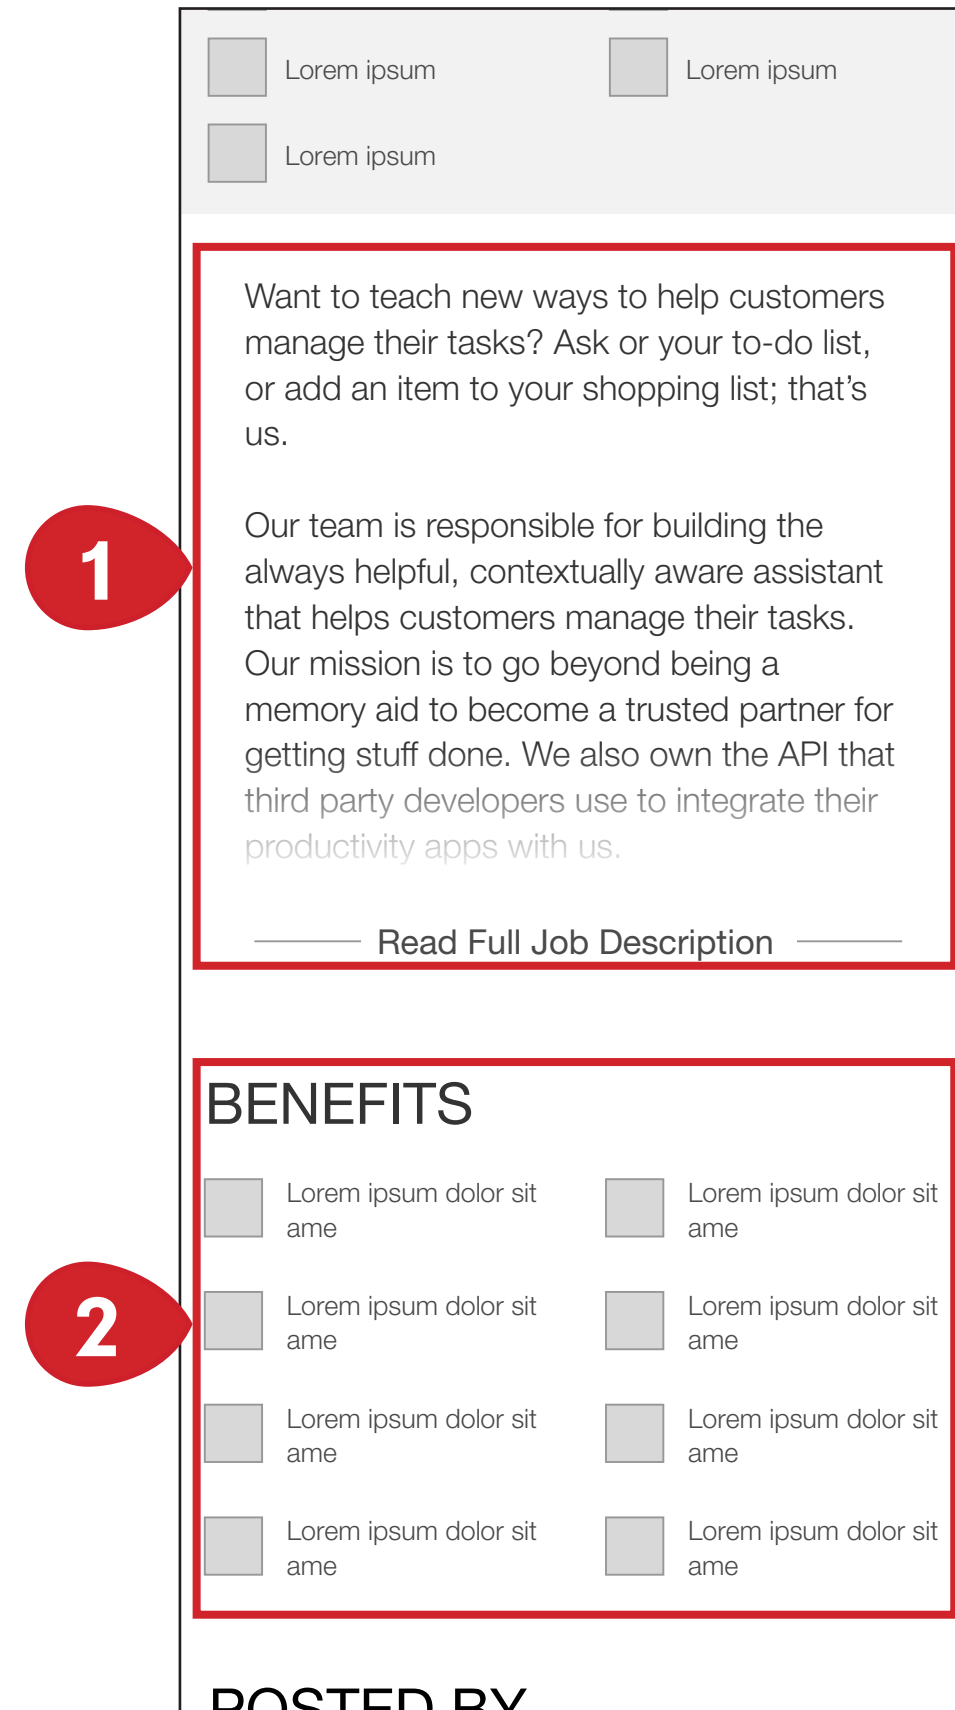 Lorem ipsum Lorem ipsum
Lorem ipsum
Want to teach new ways to help customers
manage their tasks? Ask or your to-do list,
or add an item to your shopping list; that’s
us.
1
Our team is responsible for building the
always helpful, contextually aware assistant
that helps customers manage their tasks.
Our mission is to go beyond being a
memory aid to become a trusted partner for
getting stuff done. We also own the API that
third party developers use to integrate their
productivity apps with us.
Read Full Job Description
BENEFITS
2
Lorem ipsum dolor sit
ame
Lorem ipsum dolor sit
ame
Lorem ipsum dolor sit
ame
Lorem ipsum dolor sit
ame
Lorem ipsum dolor sit
ame
Lorem ipsum dolor sit
ame
Lorem ipsum dolor sit
ame
Lorem ipsum dolor sit
ame
POSTED BY